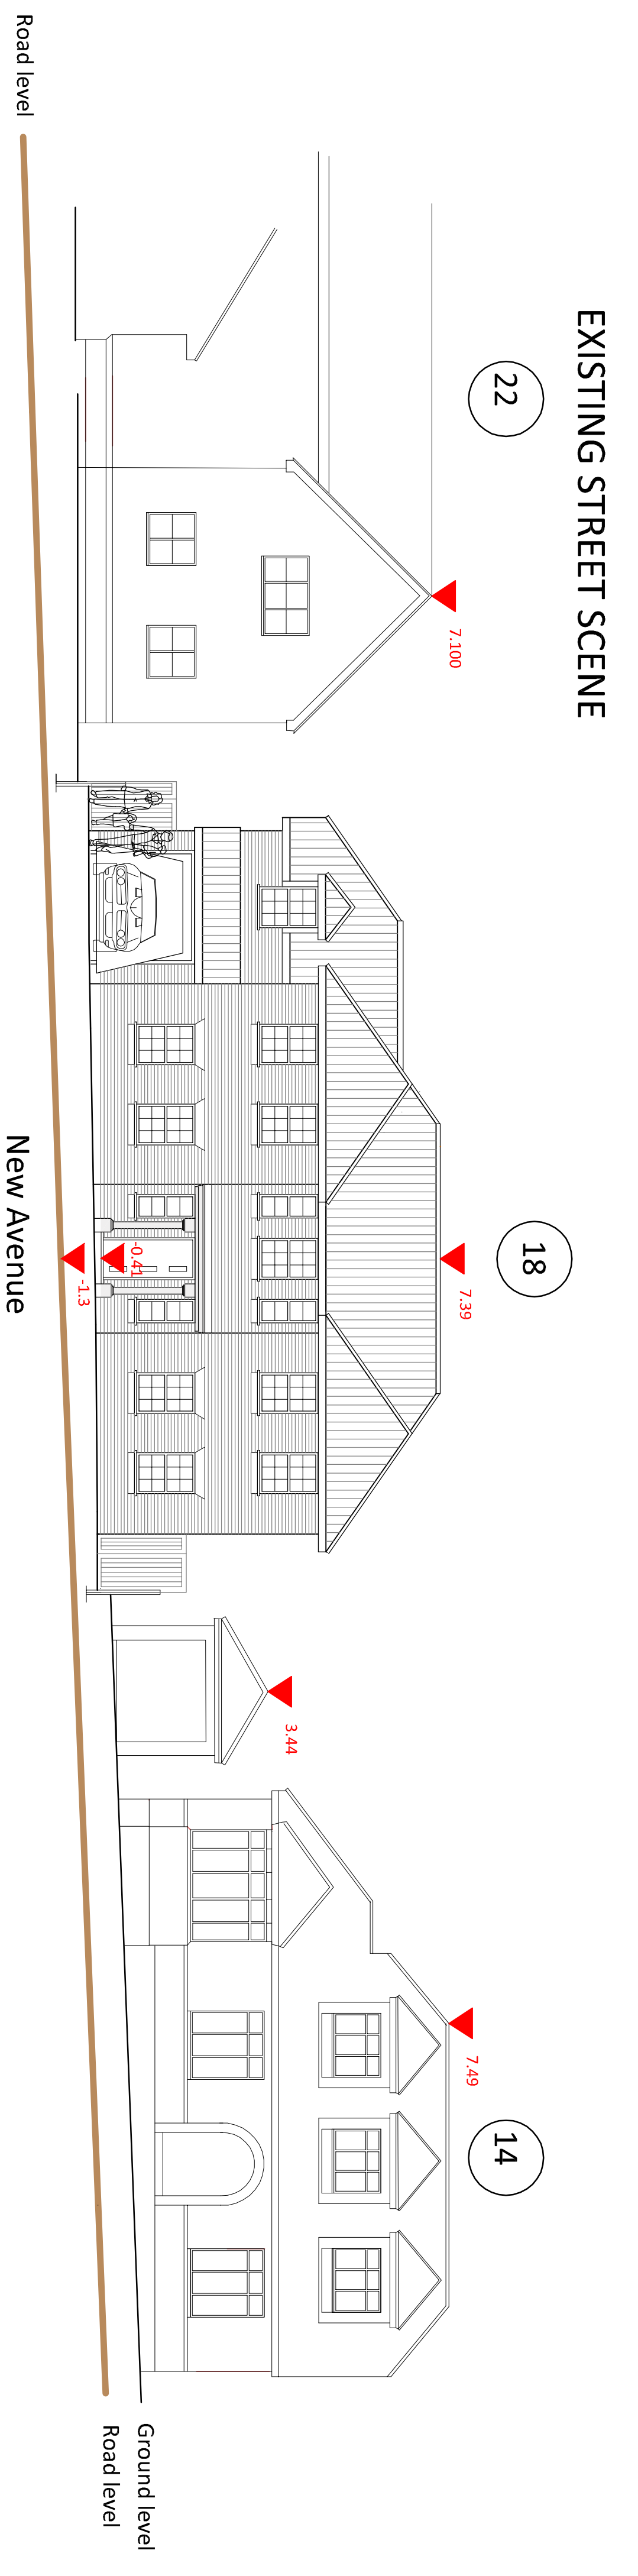 EXISTING STREET SCENE
22
18
14
7.100
7.39
7.49
3.44
-0.41
-1.3
Road level
New Avenue
Ground level
Road level